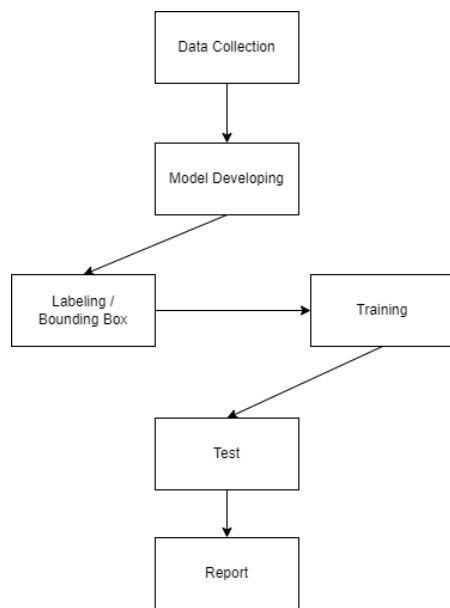 Data Collection
Model Developing
Labeling /
Bounding Box
Training
Test
Report